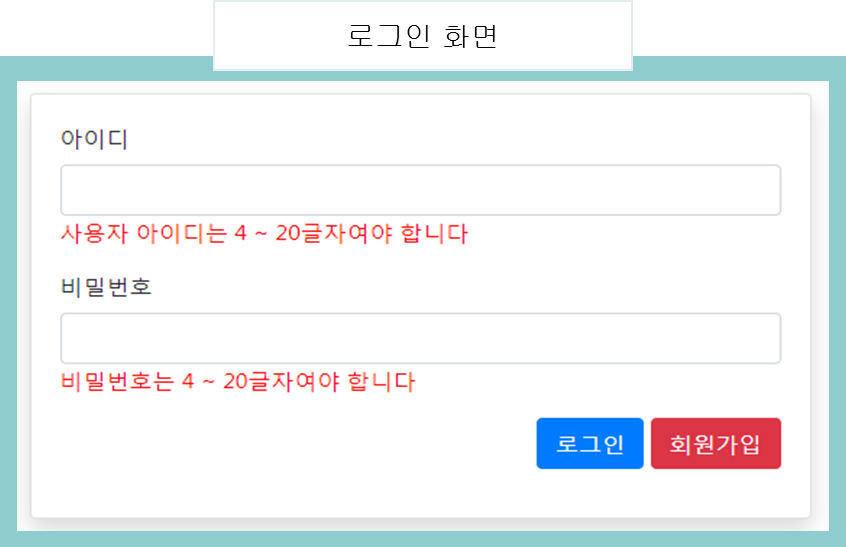 로그인 화면
아이디
사용자 아이디는 4 ~ 20글자여야 합니다
비밀번호
비밀번호는 4 ~ 20글자여야 합니다
로그인 회원가입